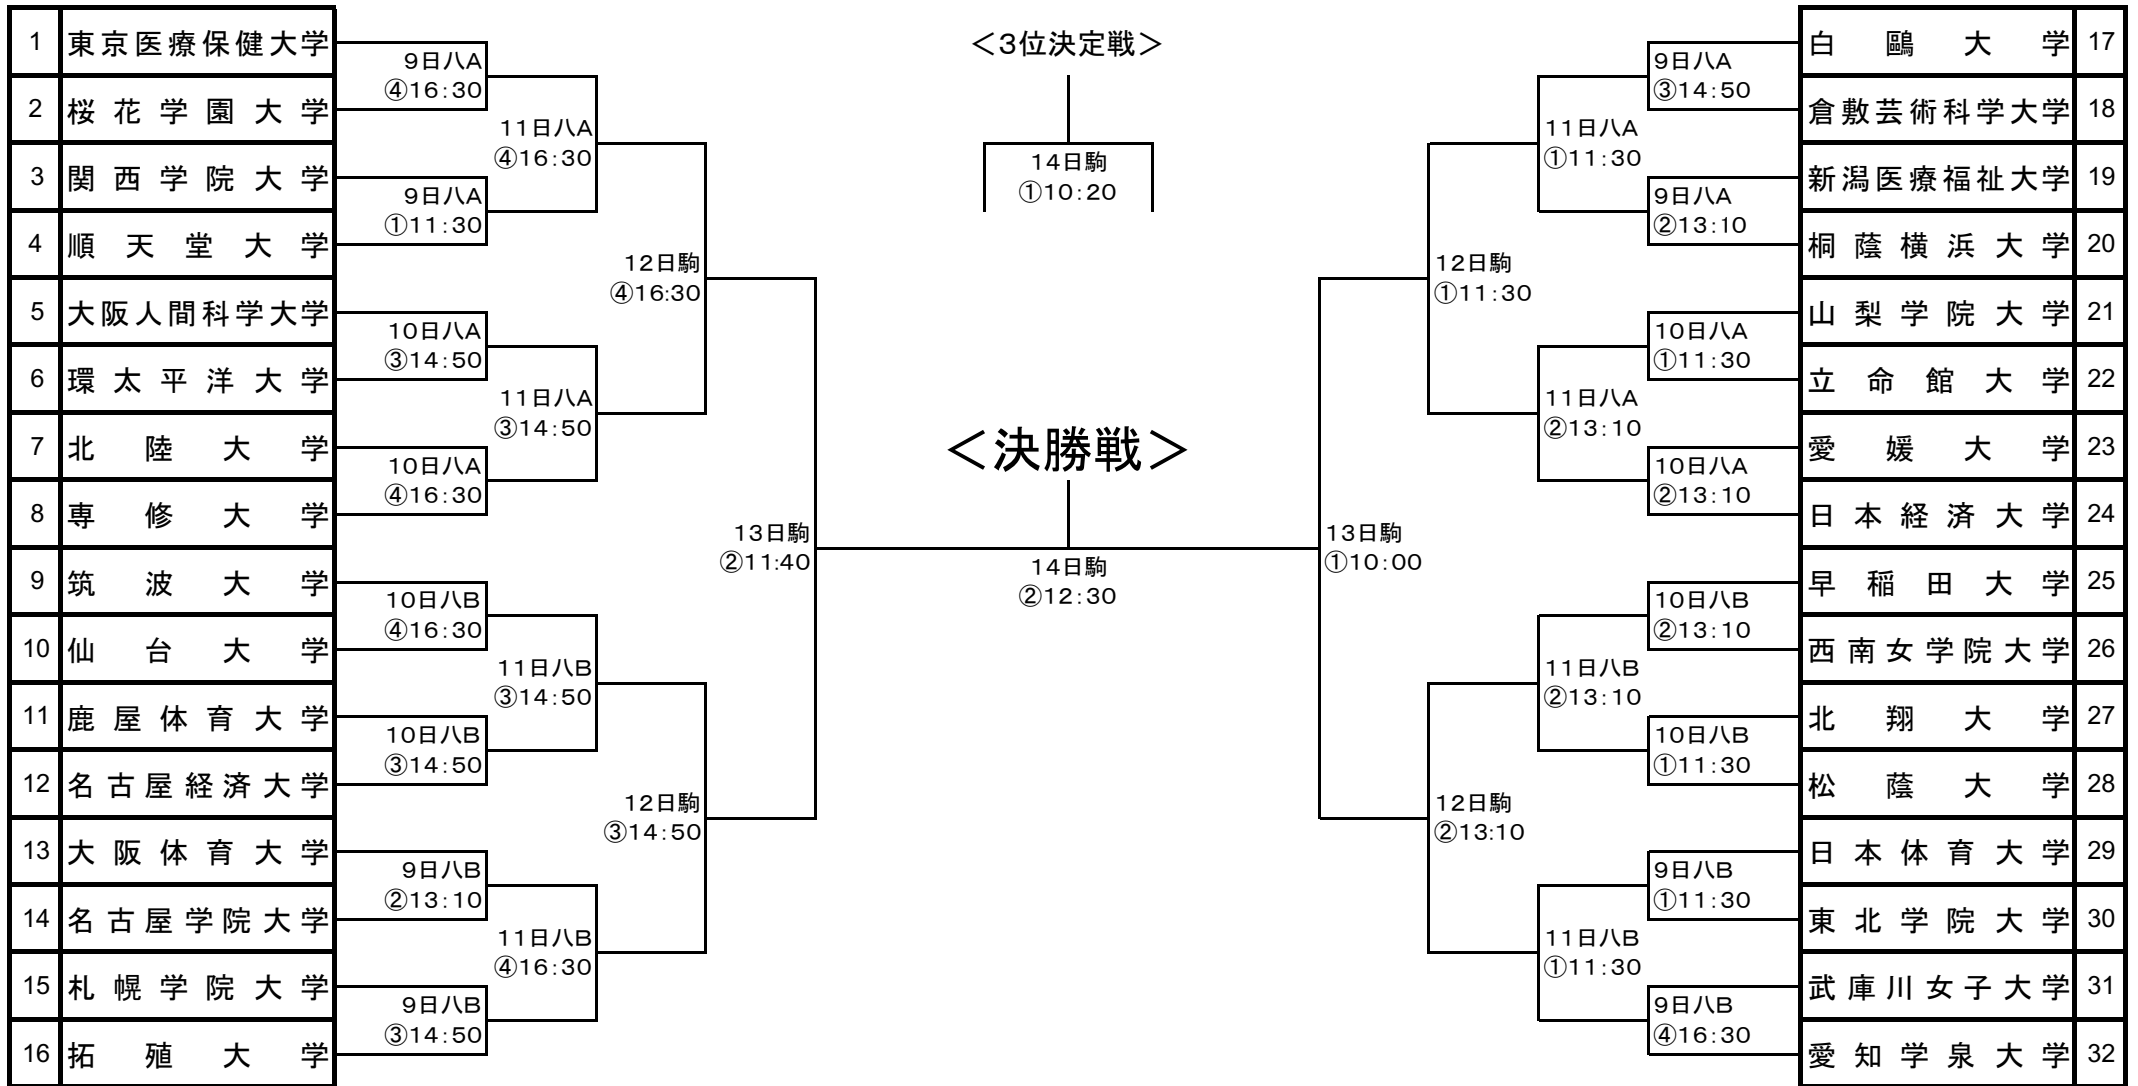 1 東京医療保健大学
2 桜花学園大学
3 関西学院大学
4 順天堂大学
5 大阪人間科学大学
6 環太平洋大学
7 北陸大学
8 専修大学
9 筑波大学
10 仙台大学
11 鹿屋体育大学
12 名古屋経済大学
13 大阪体育大学
14 名古屋学院大学
15 札幌学院大学
16 拓殖大学
9日八A
④16:30
9日八A
①11:30
10日八A
③14:50
10日八A
④16:30
10日八B
④16:30
10日八B
③14:50
9日八B
②13:10
9日八B
③14:50
11日八A
④16:30
11日八A
③14:50
11日八B
③14:50
11日八B
④16:30
12日駒
④16:30
12日駒
③14:50
13日駒
②11:40
＜3位決定戦＞
14日駒
①10:20
＜決勝戦＞
14日駒
②12:30
13日駒
①10:00
12日駒
①11:30
12日駒
②13:10
11日八A
①11:30
11日八A
②13:10
11日八B
②13:10
11日八B
①11:30
9日八A
③14:50
9日八A
②13:10
10日八A
①11:30
10日八A
②13:10
10日八B
②13:10
10日八B
①11:30
9日八B
①11:30
9日八B
④16:30
白鷗大学 17
倉敷芸術科学大学 18
新潟医療福祉大学 19
桐蔭横浜大学 20
山梨学院大学 21
立命館大学 22
愛媛大学 23
日本経済大学 24
早稲田大学 25
西南女学院大学 26
北翔大学 27
松蔭大学 28
日本体育大学 29
東北学院大学 30
武庫川女子大学 31
愛知学泉大学 32